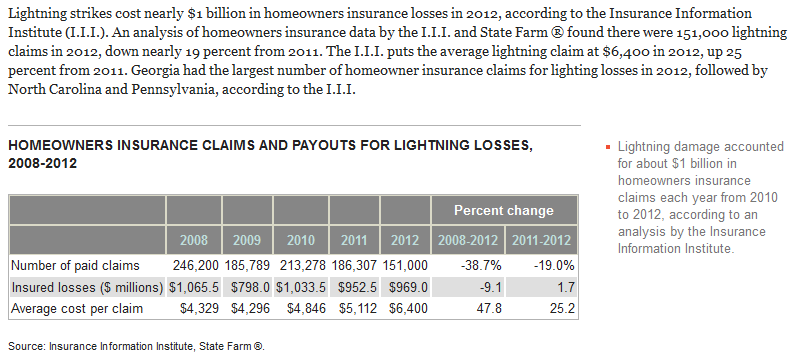 Lightning strikes cost nearly $1 billion in homeowners insurance losses in 2012, according to the Insurance Information
Institute (I.I.I.). An analysis of homeowners insurance data by the I.I.I. and State Farm ® found there were 151,000 lightning
claims in 2012, down nearly 19 percent from 2011. The I.I.I. puts the average lightning claim at $6,400 in 2012, up 25
percent from 2011. Georgia had the largest number of homeowner insurance claims for lighting losses in 2012, followed by
North Carolina and Pennsylvania, according to the I.I.I.
HOMEOWNERS INSURANCE CLAIMS AND PAYOUTS FOR LIGHTNING LOSSES,
2008-2012
Percent change
2008 2009 2010 2011 2012 2008-2012 2011-2012
Number of paid claims 246,200 185,789 213,278 186,307 151,000 -38.7% -19.0%
Insured losses ($ millions) $1,065.5 $798.0 $1,033.5 $952.5 $969.0 -9.1 1.7
Average cost per claim $4,329 $4,296 $4,846 $5,112 $6,400 47.8 25.2
Source: Insurance Information Institute, State Farm ®.
Lightning damage accounted
for about $1 billion in
homeowners insurance
claims each year from 2010
to 2012, according to an
analysis by the Insurance
Information Institute.